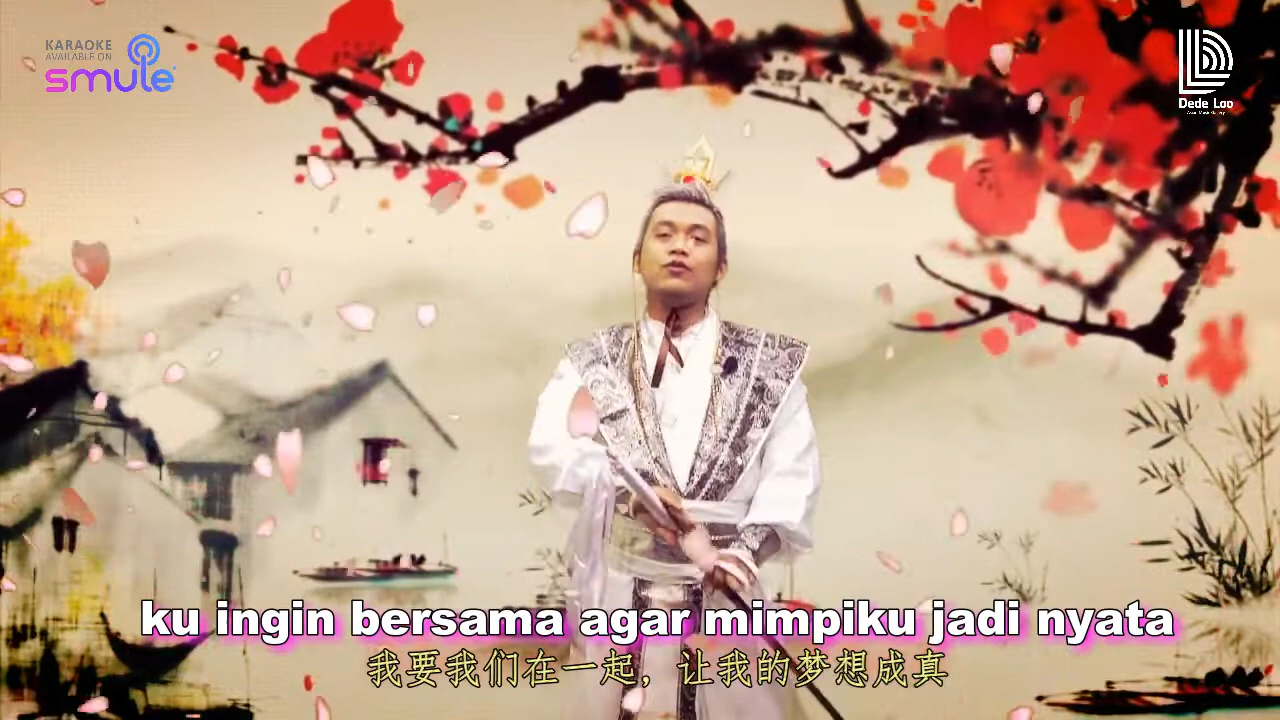 KARAOKE
AVAILABLE ON
smule
Dede Loo
ku ingin bersama agar mimpiku jadi nyata
我要我们在一起，让我的梦想成真